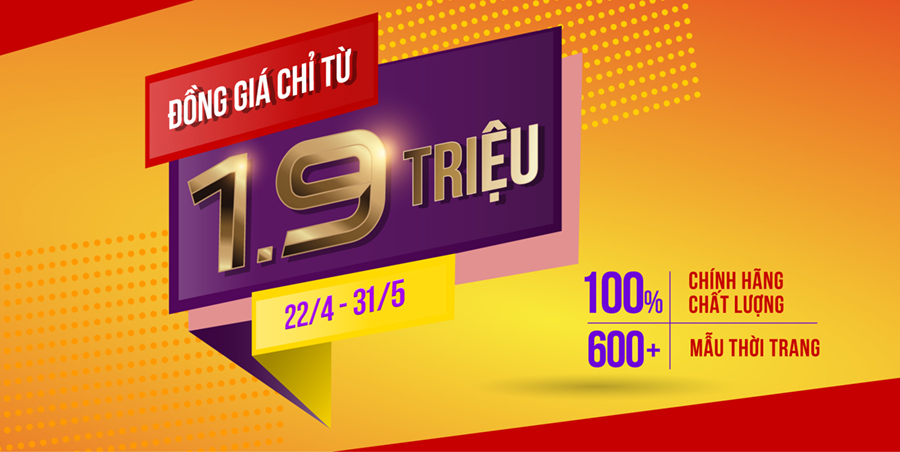 ĐỒNG GIÁ CHỈ TỪ
1.9 TRIỆU
22/4 - 31/5
100% CHÍNH HÃNG
CHẤT LƯỢNG
600+ MẪU THỜI TRANG